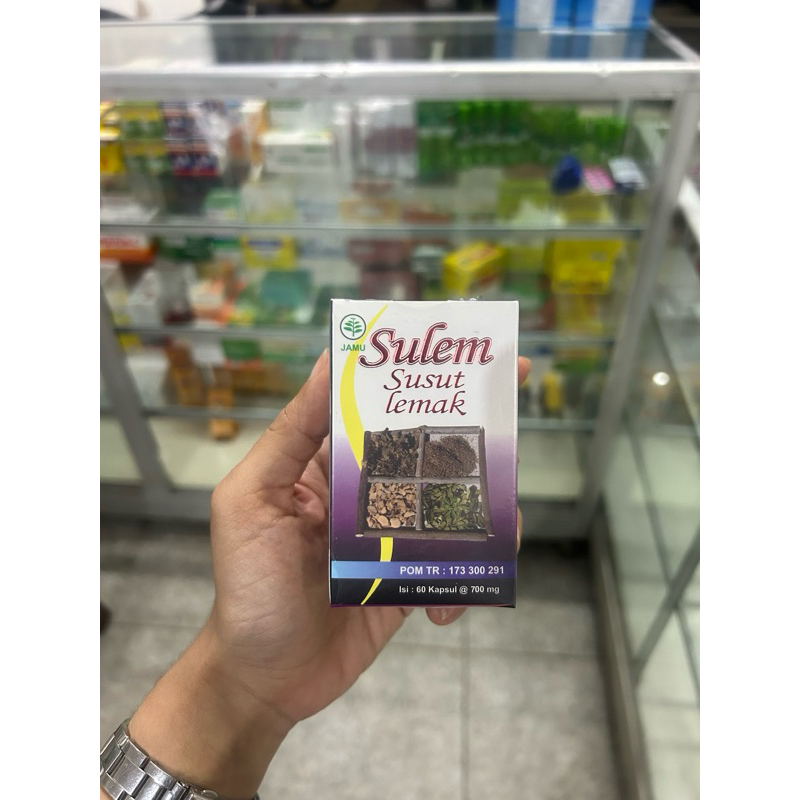 JAMU
Sulem
Susut
lemak
POM TR : 173 300 291
Isi : 60 Kapsul @ 700 mg